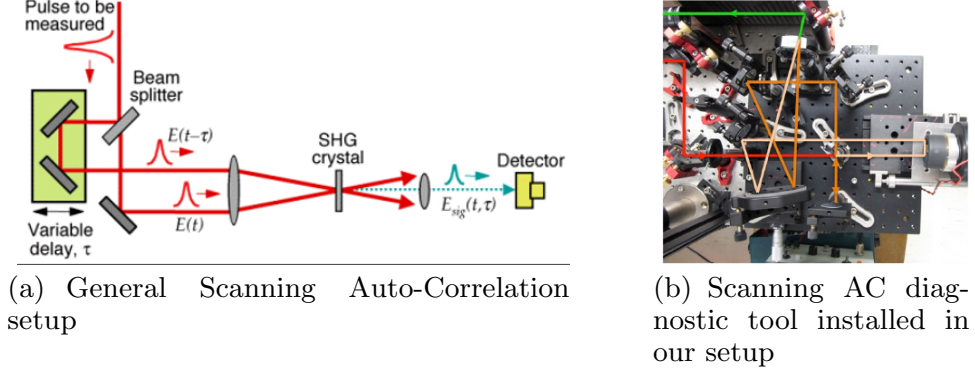 Pulse to be
measured
Beam
splitter
E(t–τ)
SHG
crystal
Detector
E(t)
E_sig(t,τ)
Variable
delay, τ
(a) General Scanning Auto-Correlation
setup
(b) Scanning AC diag-
nostic tool installed in
our setup